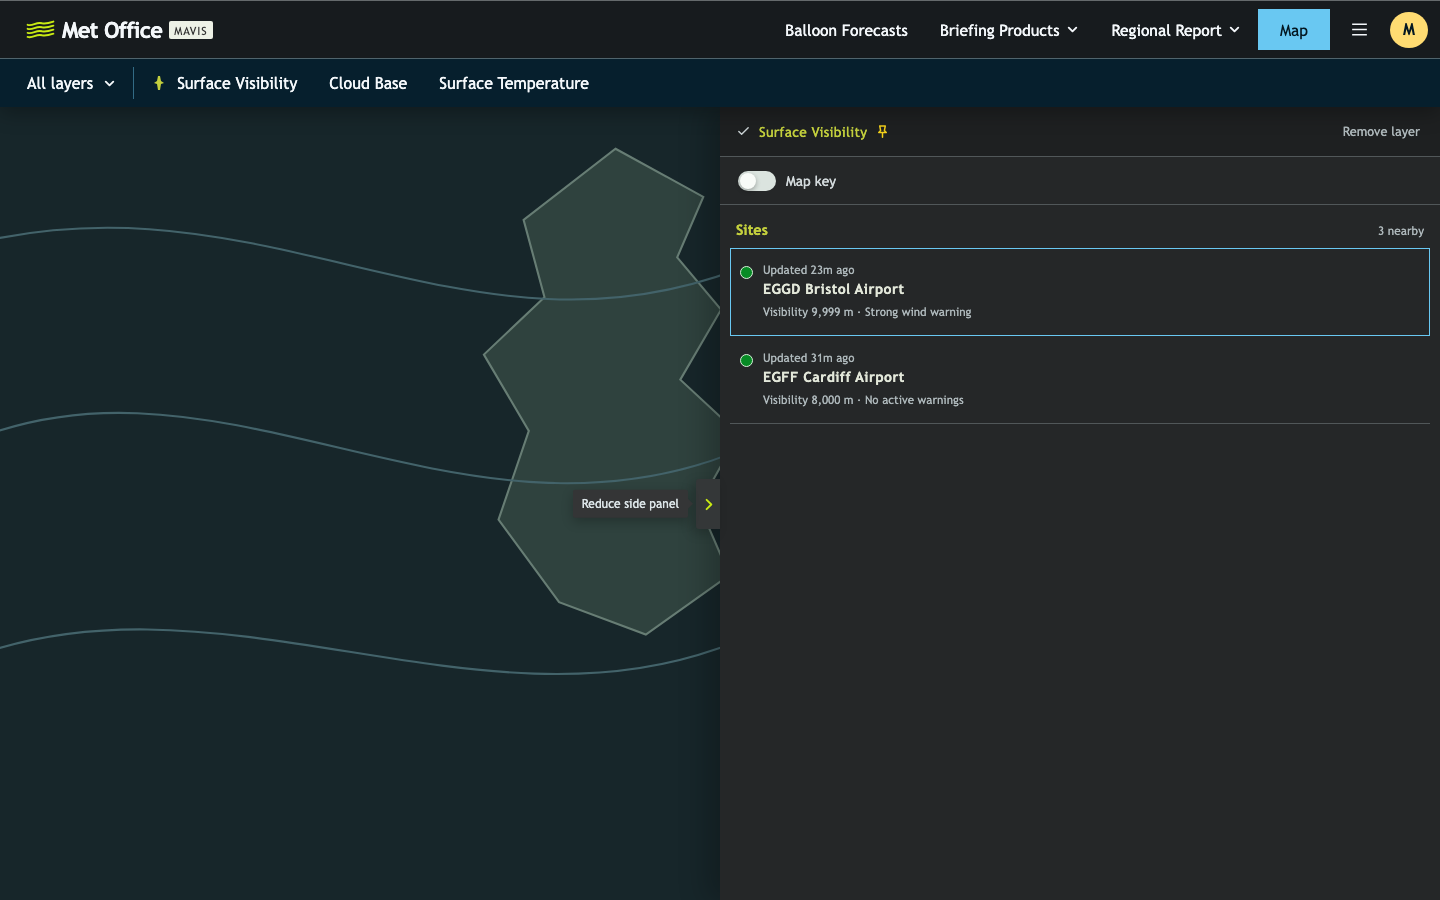 Met Office MAVIS
Balloon Forecasts
Briefing Products
Regional Report
Map
M
All layers
Surface Visibility
Cloud Base
Surface Temperature
Surface Visibility
Remove layer
Map key
Sites
3 nearby
Updated 23m ago
EGGD Bristol Airport
Visibility 9,999 m · Strong wind warning
Updated 31m ago
EGFF Cardiff Airport
Visibility 8,000 m · No active warnings
Reduce side panel